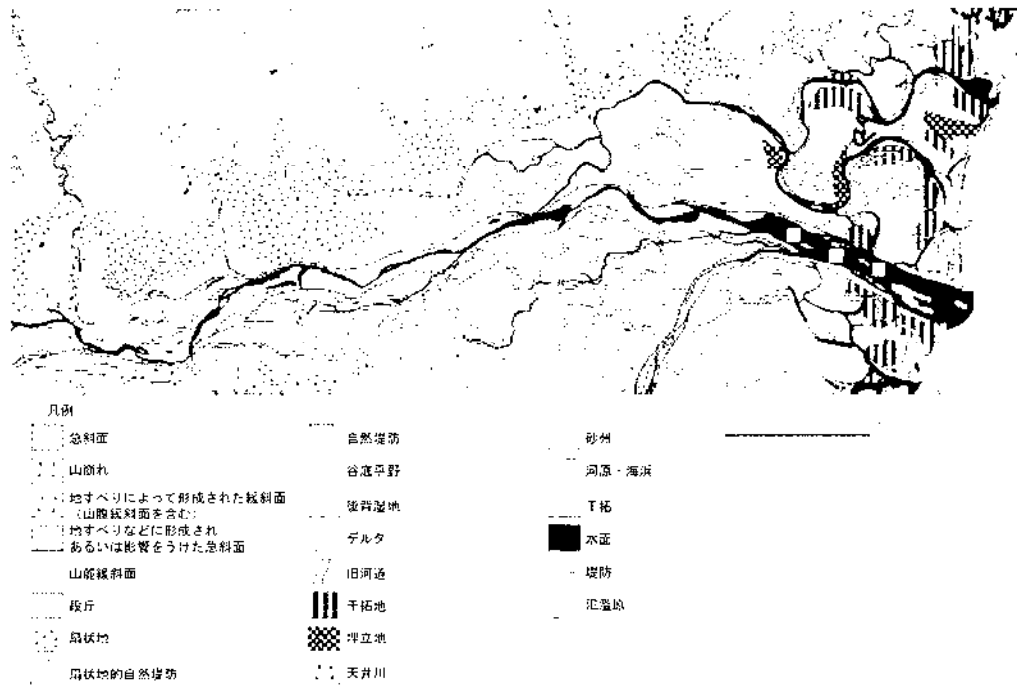 凡例
急斜面
山崩れ
地すべりによって形成された緩斜面
(山腹緩斜面を含む)
地すべりなどに形成され
あるいは影響をうけた急斜面
山麓緩斜面
段丘
扇状地
扇状地的自然堤防
自然堤防
谷底平野
後背湿地
デルタ
旧河道
干拓地
埋立地
天井川
砂州
河原・海浜
干拓
水面
堤防
氾濫原